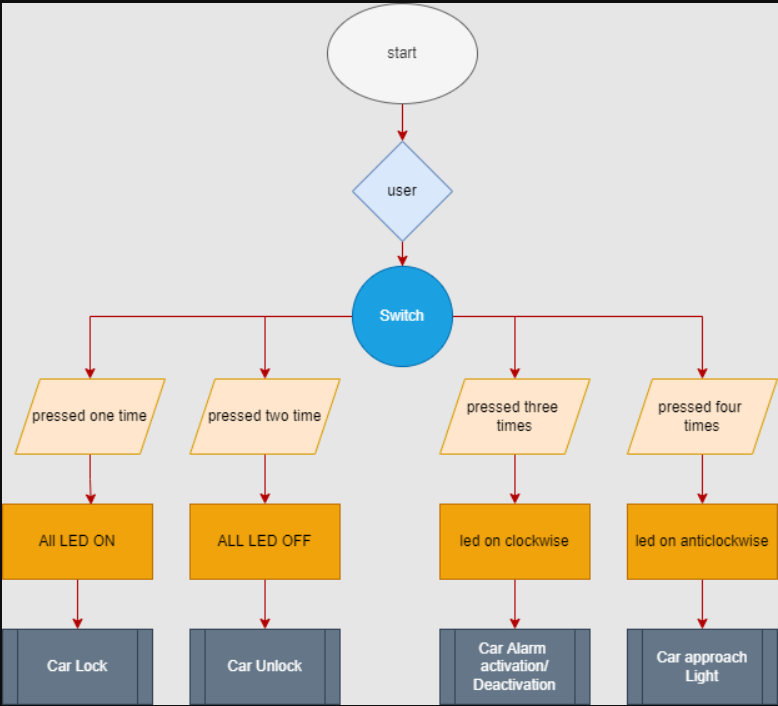 start
user
Switch
pressed one time
pressed two time
pressed three
times
pressed four
times
All LED ON
ALL LED OFF
led on clockwise
led on anticlockwise
Car Lock
Car Unlock
Car Alarm
activation/
Deactivation
Car approach
Light